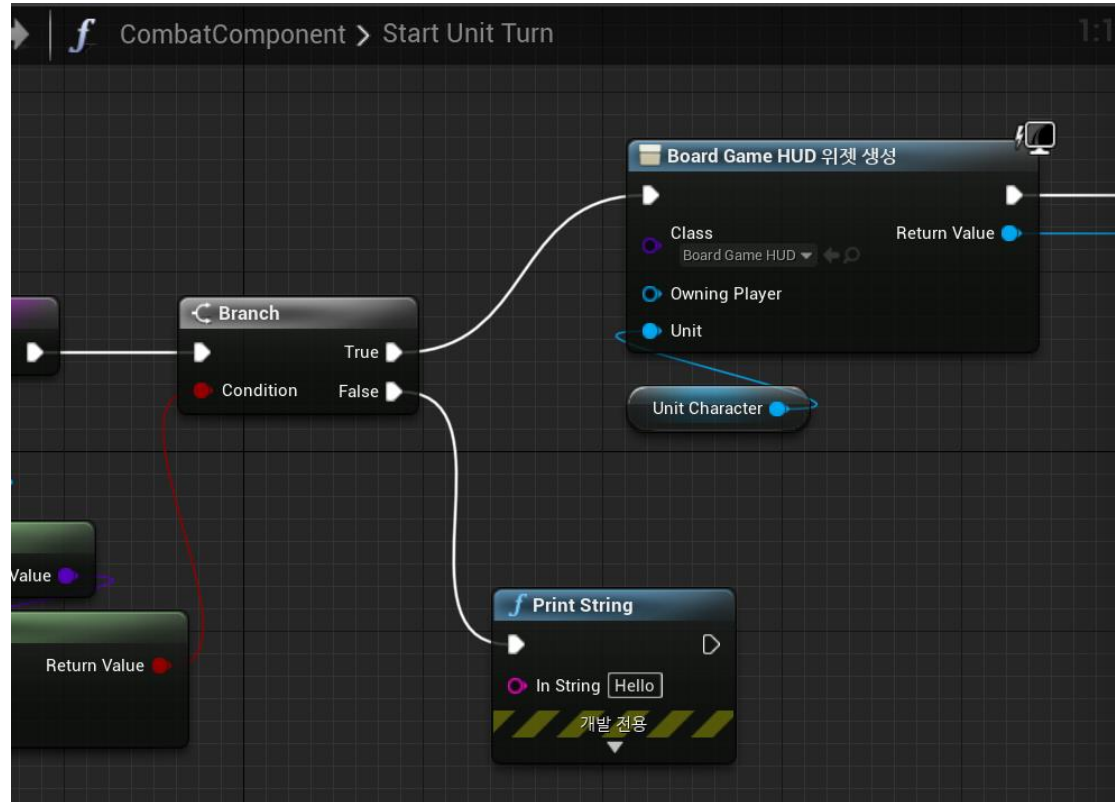 CombatComponent > Start Unit Turn
Board Game HUD 위젯 생성
Class
Return Value
Board Game HUD
Owning Player
Unit
Branch
True
Condition
False
Unit Character
Value
Print String
Return Value
In String Hello
개발 전용